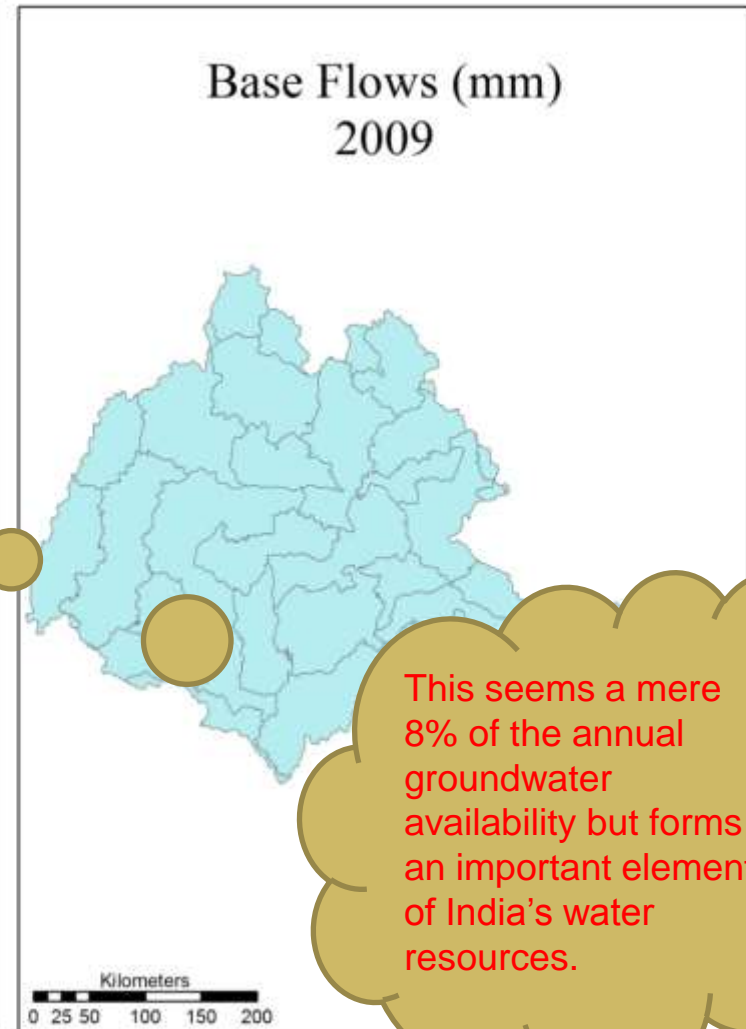 Base Flows (mm)
2009
This seems a mere
8% of the annual
groundwater
availability but forms
an important element
of India's water
resources.
Kilometers
0 25 50 100 150 200